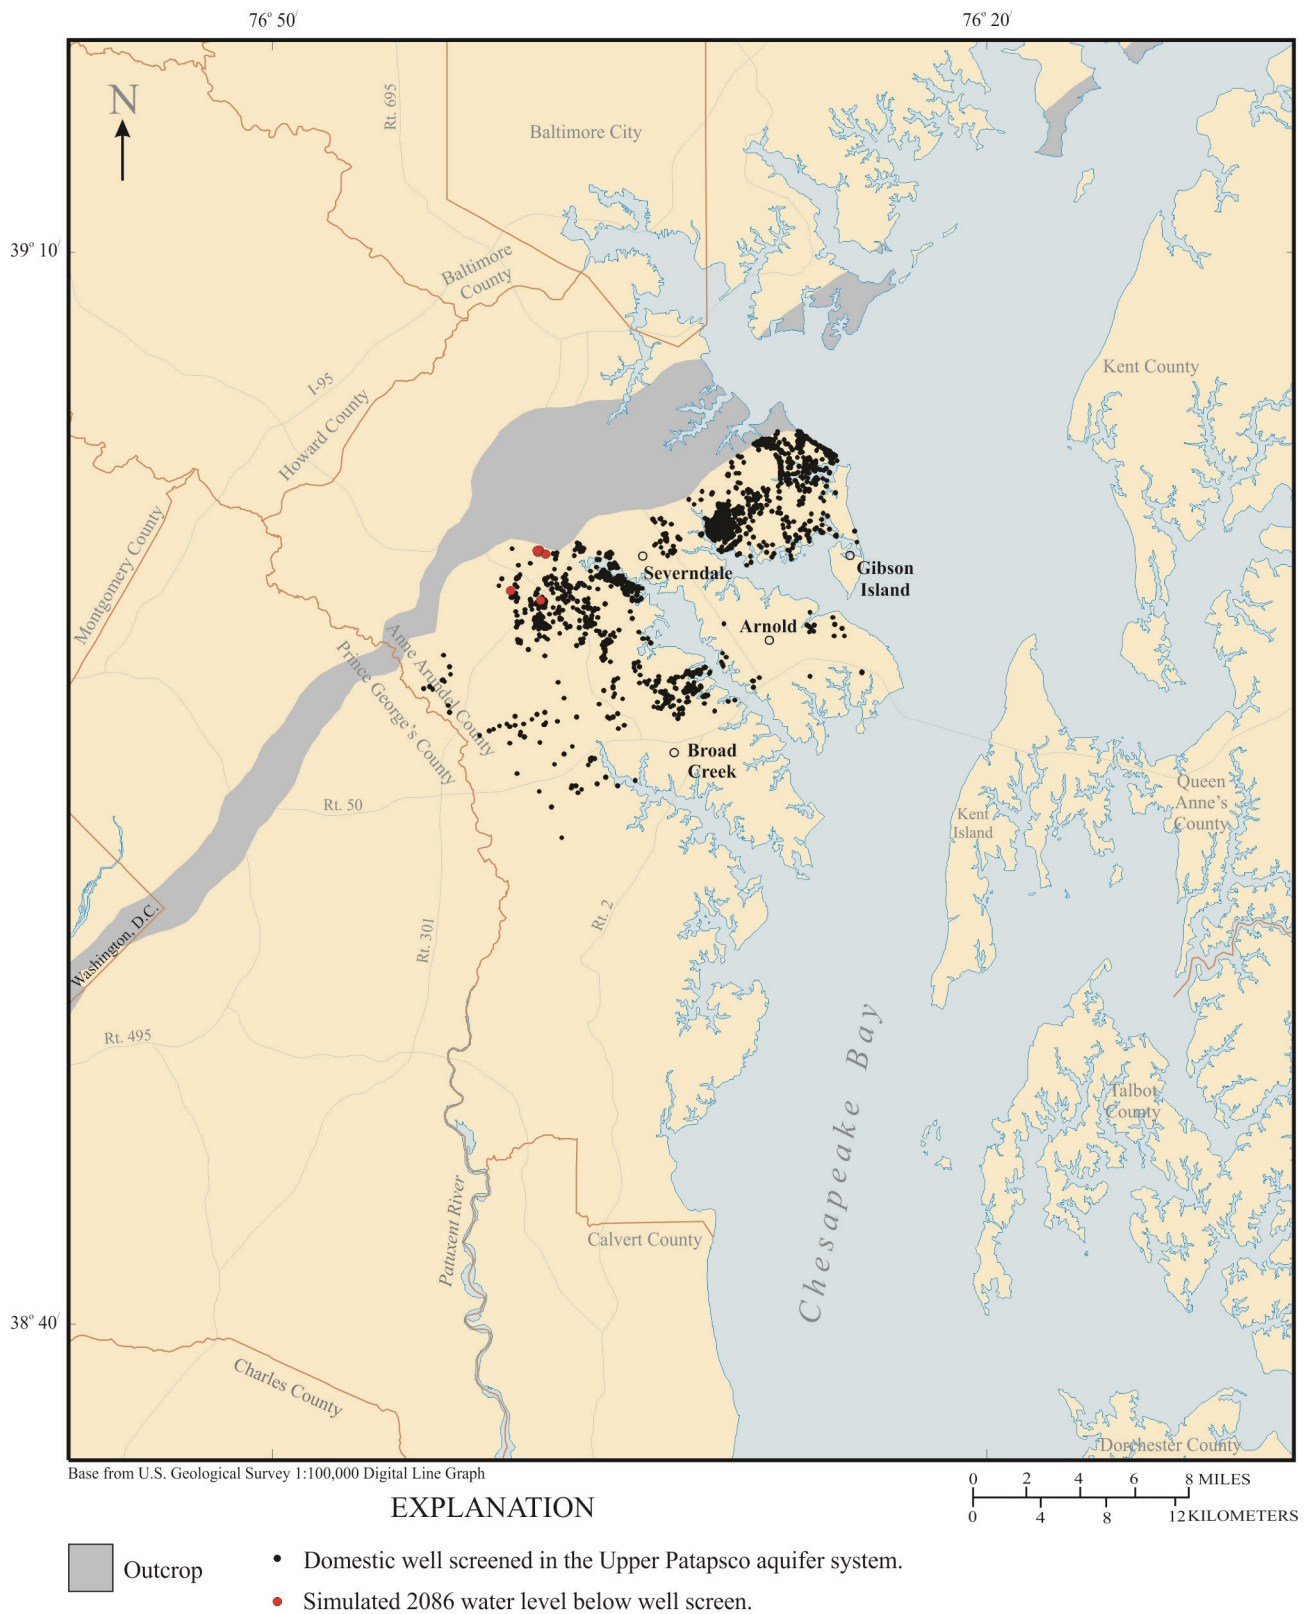 76° 50′
76° 20′
N
Rt. 695
Baltimore City
39° 10′
Baltimore
County
I-95
Howard County
Kent County
Montgomery County
Severndale
Gibson
Island
Arnold
Anne Arundel County
Prince George's County
Broad
Creek
Rt. 50
Queen
Anne's
County
Kent
Island
Washington, D.C.
Rt. 301
Rt. 2
Rt. 495
Chesapeake Bay
Talbot
County
Patuxent River
Calvert County
38° 40′
Charles County
Dorchester County
Base from U.S. Geological Survey 1:100,000 Digital Line Graph
0 2 4 6 8 MILES
0 4 8 12 KILOMETERS
EXPLANATION
Outcrop
Domestic well screened in the Upper Patapsco aquifer system.
Simulated 2086 water level below well screen.